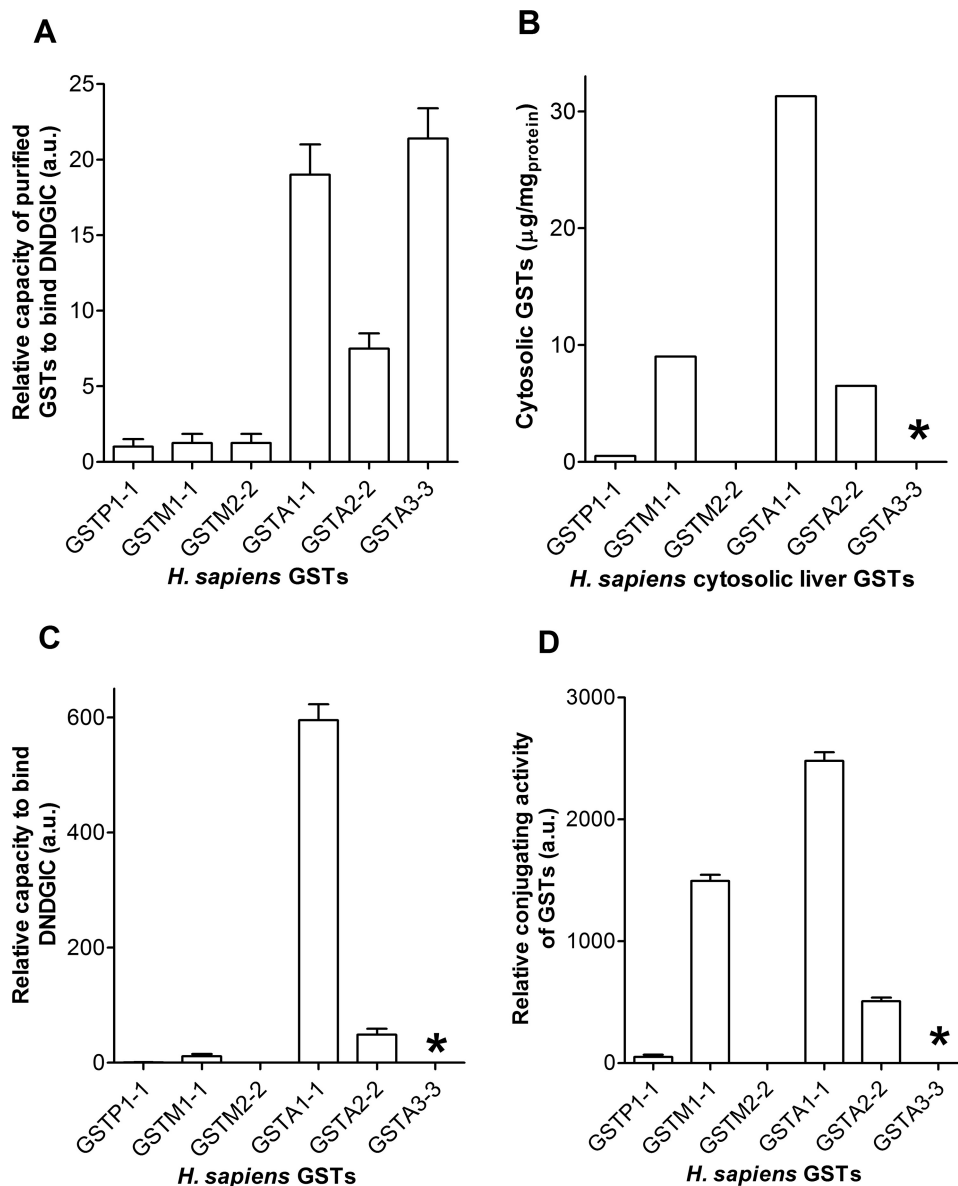 A
Relative capacity of purified
GSTs to bind DNDGIC (a.u.)
25
20
15
10
5
0
GSTP1-1
GSTM1-1
GSTM2-2
GSTA1-1
GSTA2-2
GSTA3-3
H. sapiens GSTs
B
Cytosolic GSTs (μg/mgprotein)
30
20
10
0
*
GSTP1-1
GSTM1-1
GSTM2-2
GSTA1-1
GSTA2-2
GSTA3-3
H. sapiens cytosolic liver GSTs
C
Relative capacity to bind
DNDGIC (a.u.)
600
400
200
0
*
GSTP1-1
GSTM1-1
GSTM2-2
GSTA1-1
GSTA2-2
GSTA3-3
H. sapiens GSTs
D
Relative conjugating activity
of GSTs (a.u.)
3000
2000
1000
0
*
GSTP1-1
GSTM1-1
GSTM2-2
GSTA1-1
GSTA2-2
GSTA3-3
H. sapiens GSTs